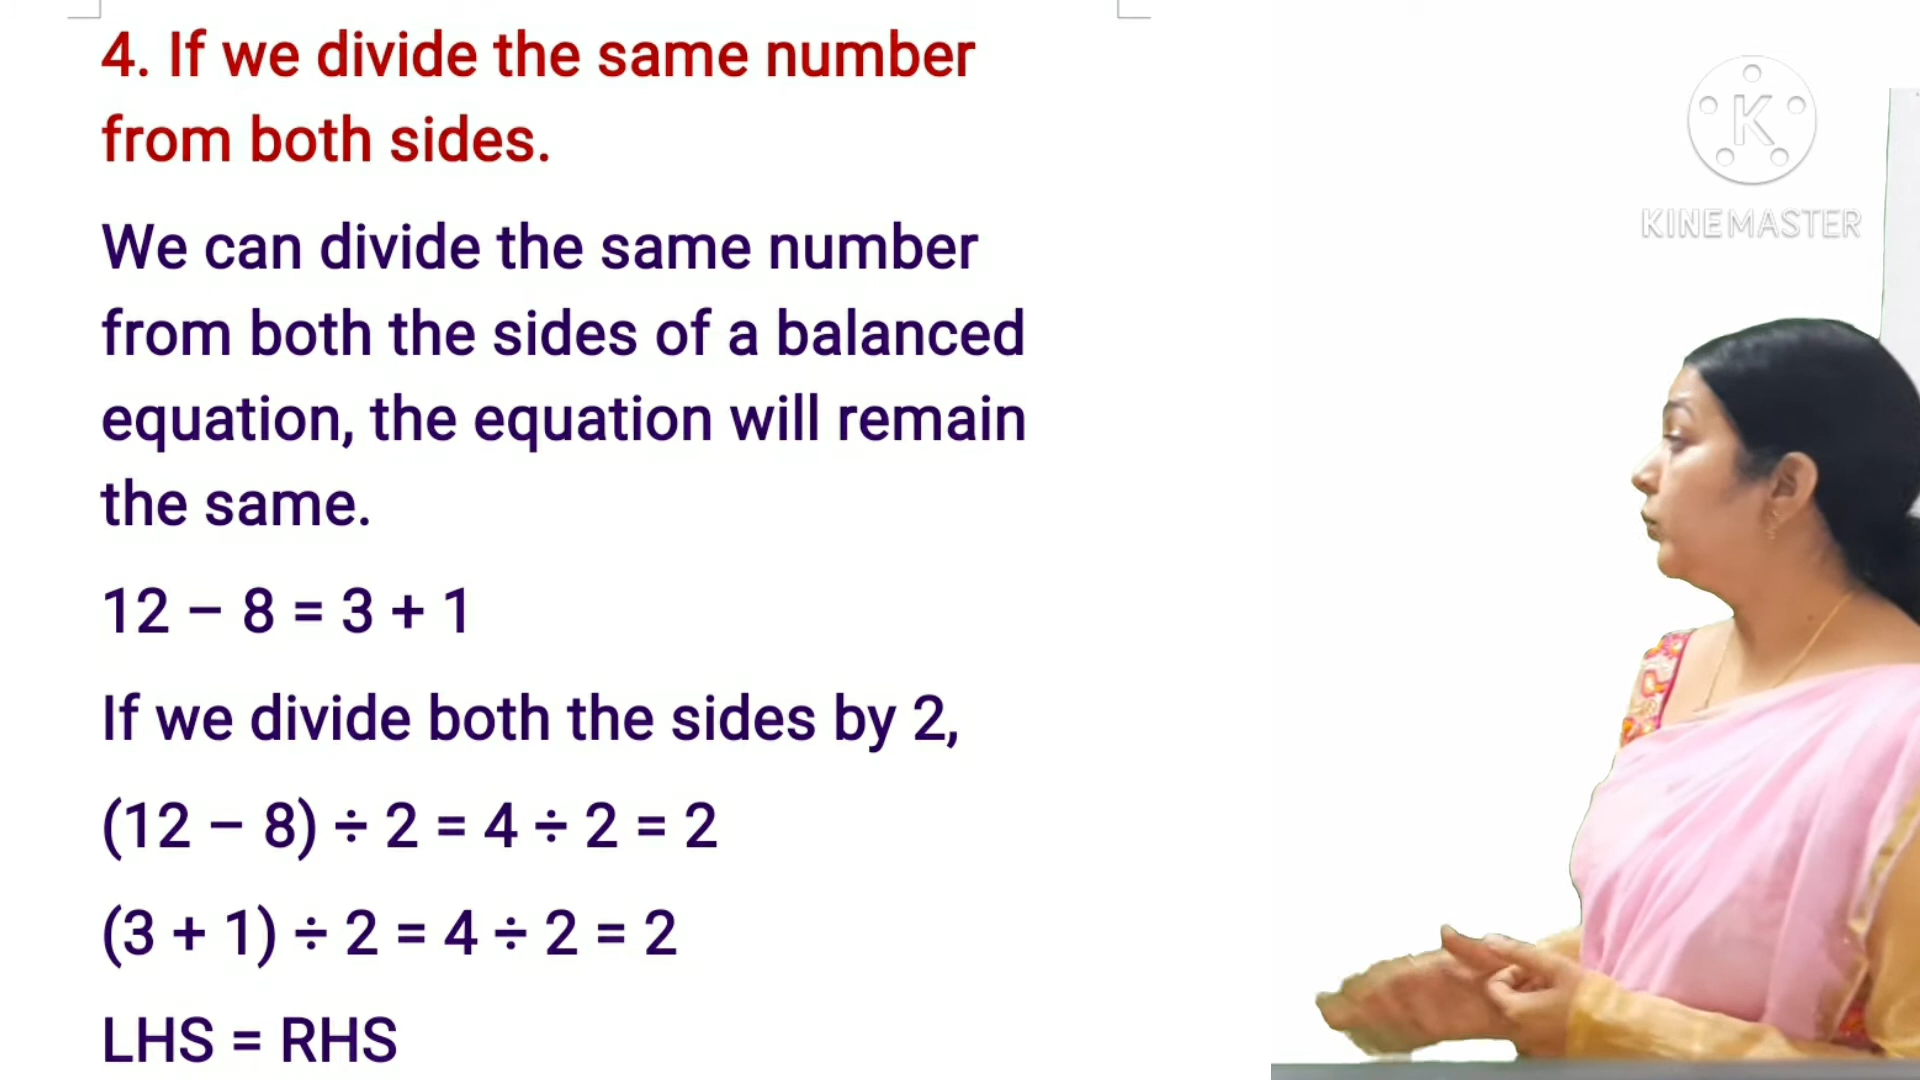 4. If we divide the same number
from both sides.
We can divide the same number
from both the sides of a balanced
equation, the equation will remain
the same.
12 – 8 = 3 + 1
If we divide both the sides by 2,
(12 – 8) ÷ 2 = 4 ÷ 2 = 2
(3 + 1) ÷ 2 = 4 ÷ 2 = 2
LHS = RHS
K
KINEMASTER